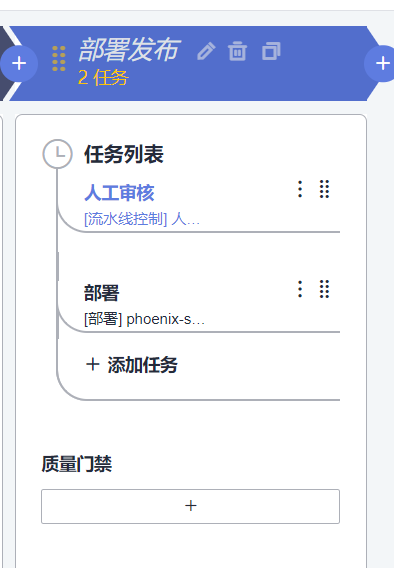 部署发布
2 任务
任务列表
人工审核
[流水线控制] 人...
部署
[部署] phoenix-s...
+ 添加任务
质量门禁
+